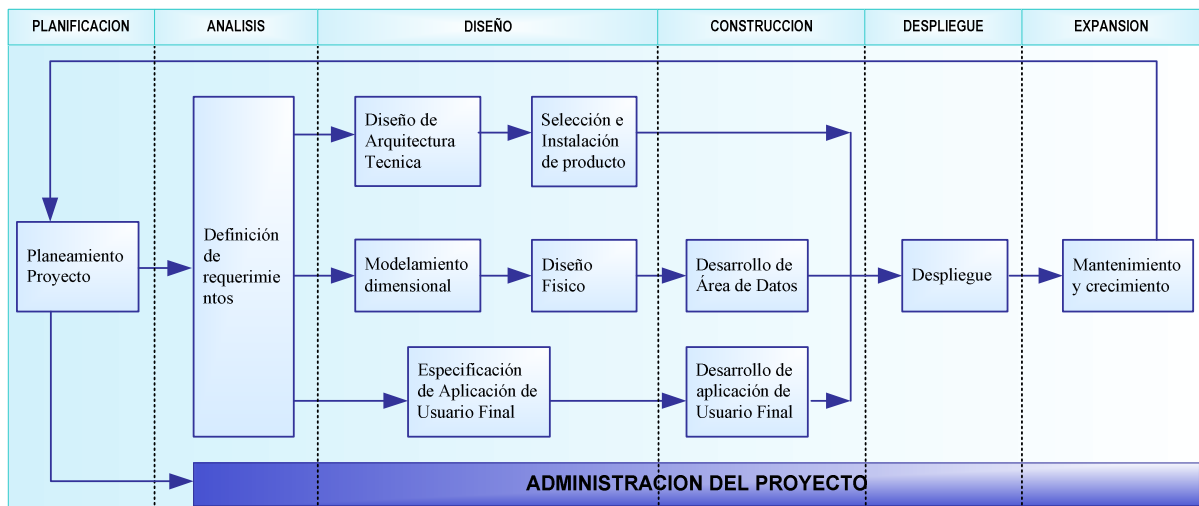 PLANIFICACION
ANALISIS
DISEÑO
CONSTRUCCION
DESPLIEGUE
EXPANSION
Planeamiento
Proyecto
Definición
de
requerimie
ntos
Diseño de
Arquitectura
Tecnica
Selección e
Instalación
de producto
Modelamiento
dimensional
Diseño
Fisico
Desarrollo de
Área de Datos
Despliegue
Mantenimiento
y crecimiento
Especificación
de Aplicación de
Usuario Final
Desarrollo de
aplicación de
Usuario Final
ADMINISTRACION DEL PROYECTO